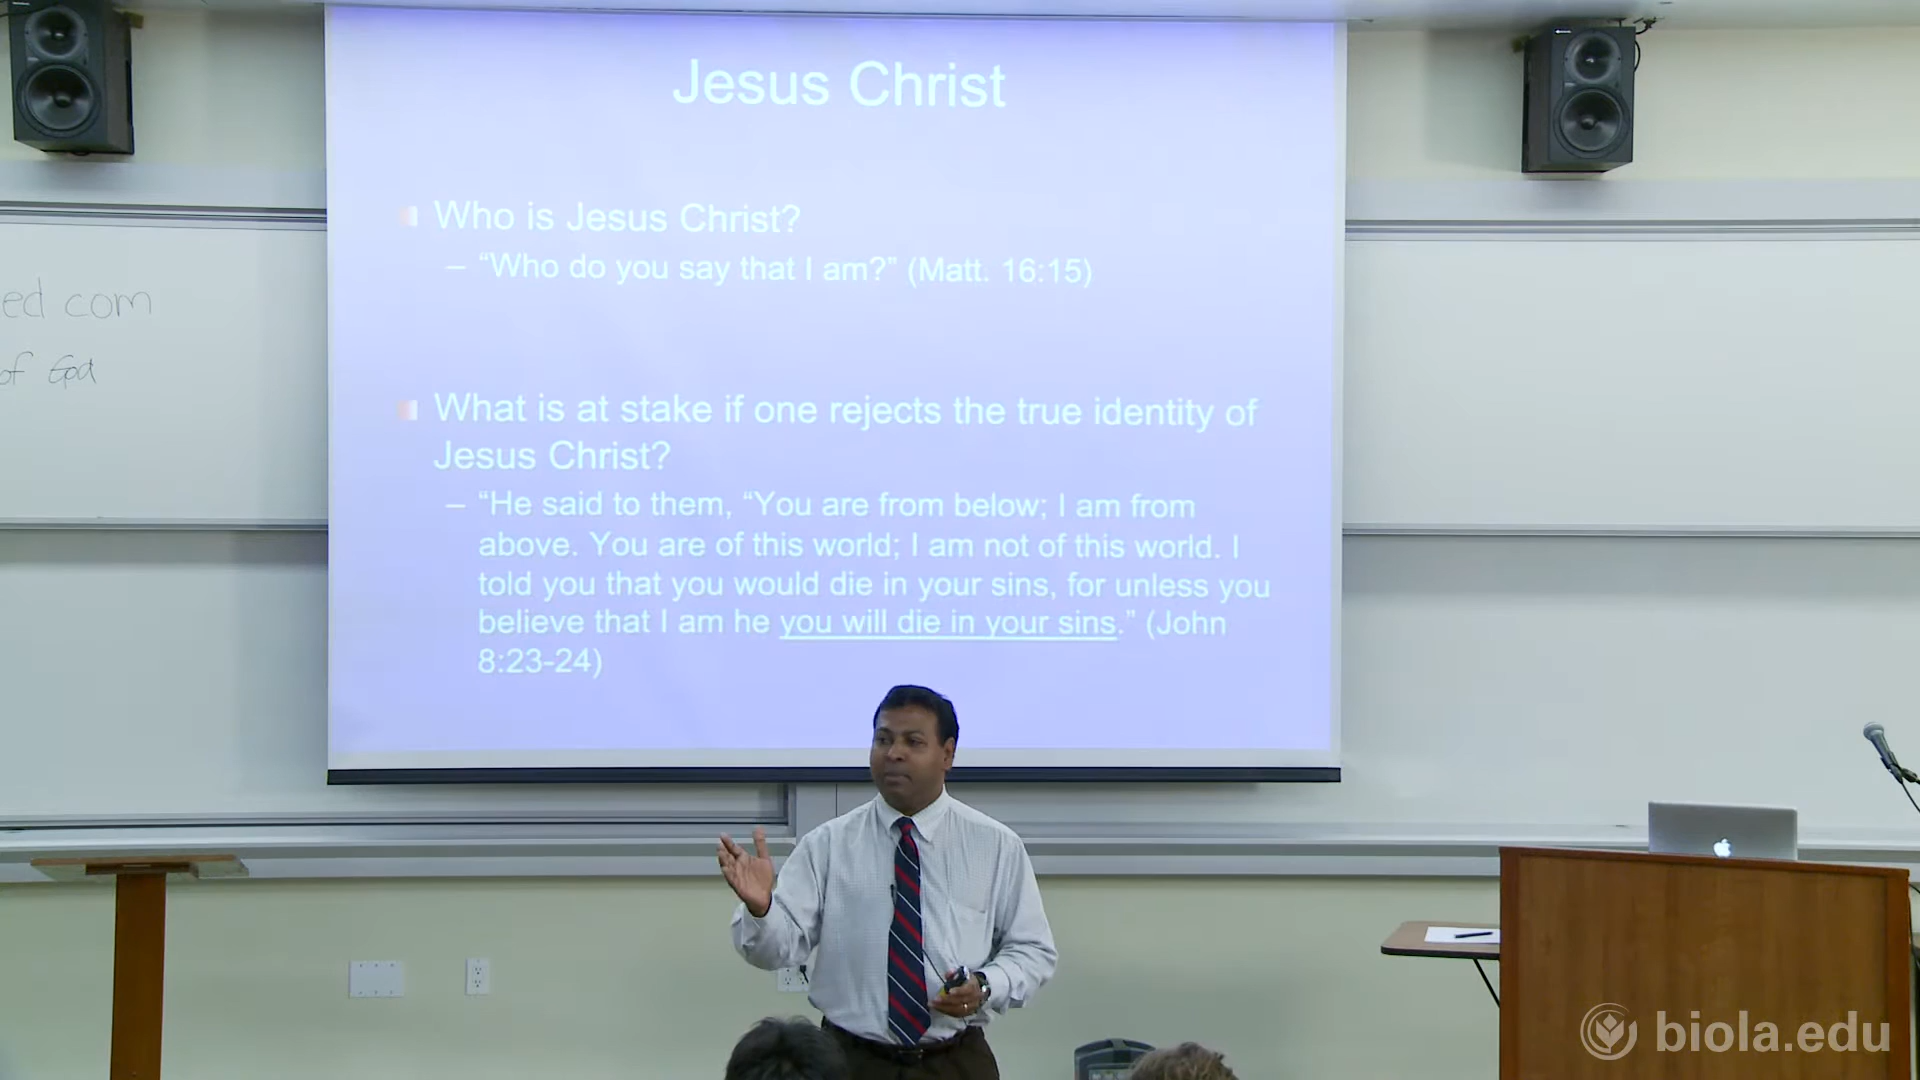 Jesus Christ
Who is Jesus Christ?
– “Who do you say that I am?” (Matt. 16:15)
What is at stake if one rejects the true identity of
Jesus Christ?
– “He said to them, “You are from below; I am from
above. You are of this world; I am not of this world. I
told you that you would die in your sins, for unless you
believe that I am he you will die in your sins.” (John
8:23-24)
ed com
of God
biola.edu